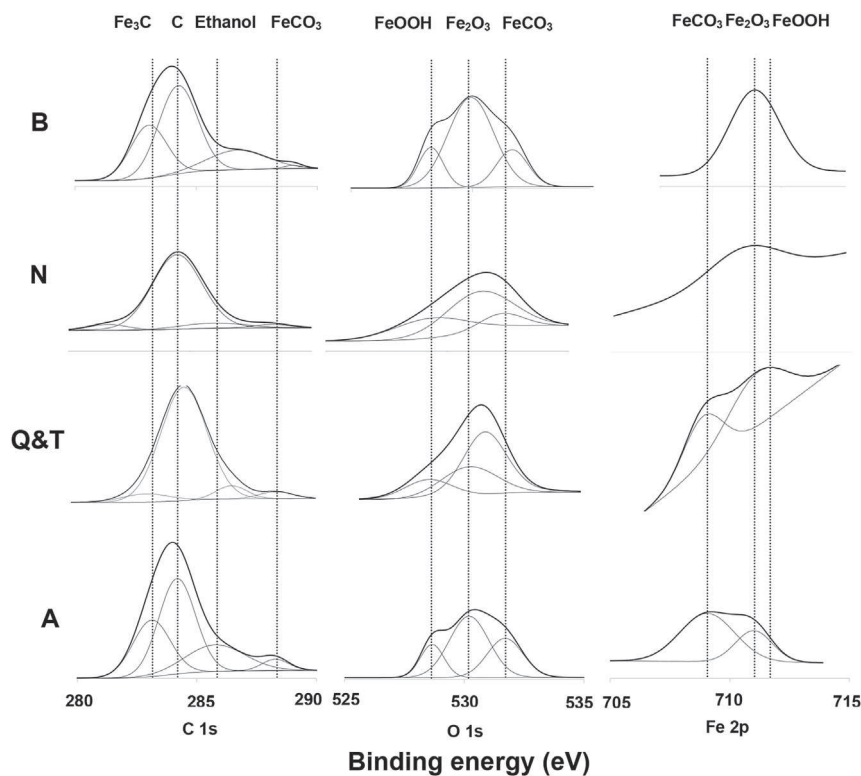 Fe₃C C Ethanol FeCO₃ FeOOH Fe₂O₃ FeCO₃ FeCO₃ Fe₂O₃ FeOOH
B
N
Q&T
A
280 285 290 525 530 535 705 710 715
C 1s O 1s Fe 2p
Binding energy (eV)